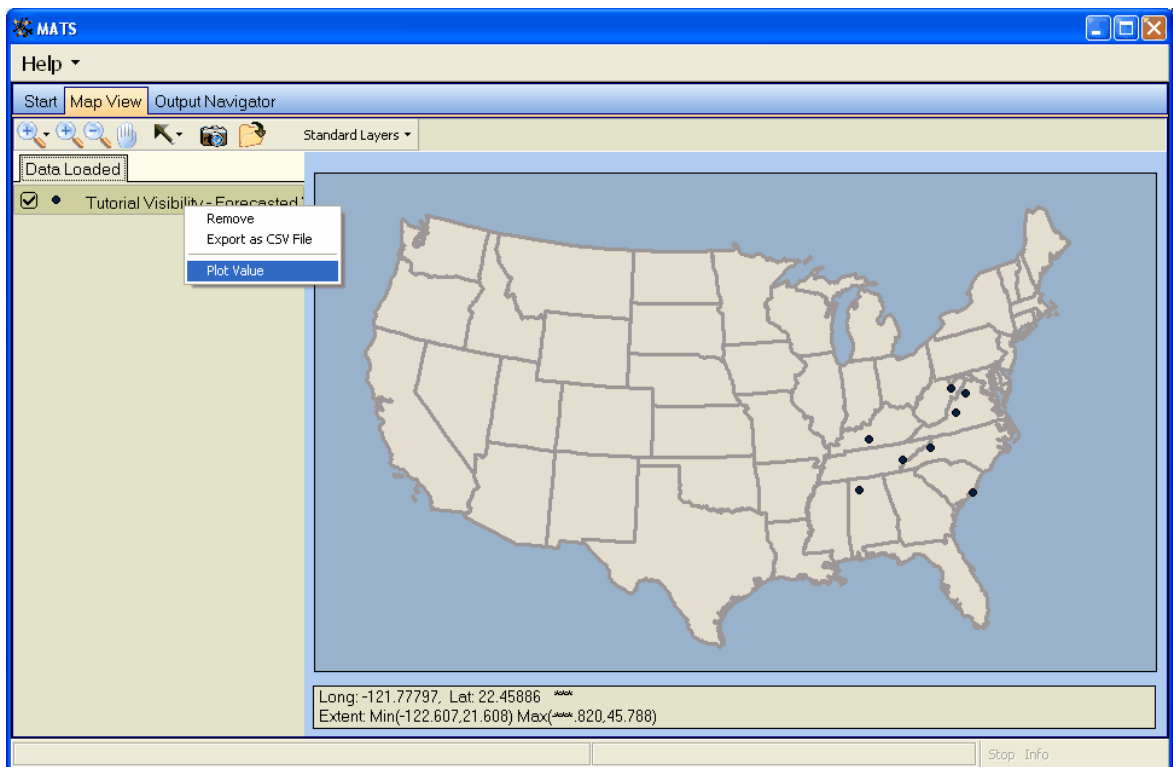 MATS
Help
Start Map View Output Navigator
Standard Layers
Data Loaded
Tutorial Visibility - Forecasted
Remove
Export as CSV File
Plot Value
Long: -121.77797, Lat: 22.45886 ***
Extent: Min(-122.607,21.608) Max(***.820,45.788)
Stop Info